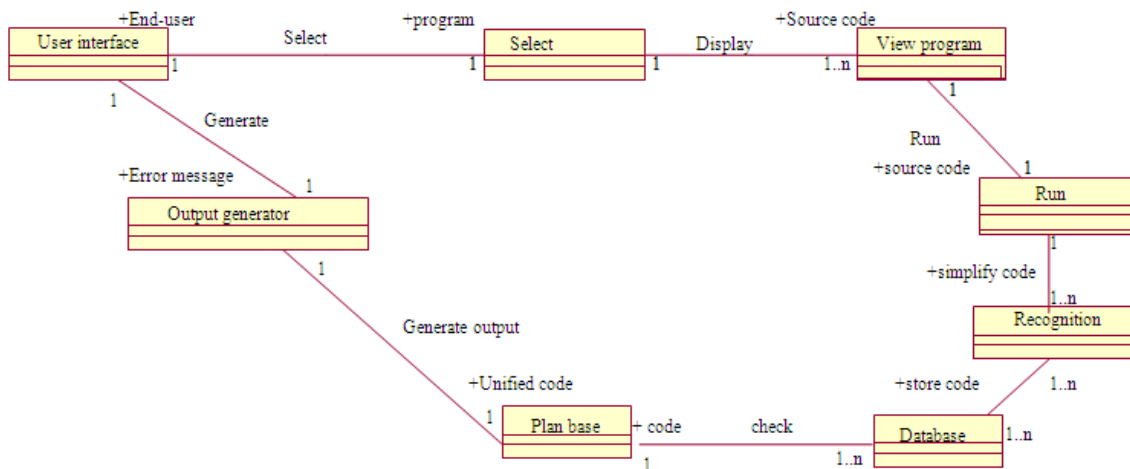 +End-user
+program
+Source code
User interface
Select
Select
Display
View program
1
1
1
1..n
1
1
Generate
Run
+source code
+Error message
1
1
Output generator
Run
1
1
+simplify code
1..n
Generate output
Recognition
+Unified code
+store code
1..n
1
Plan base
+ code
check
Database
1..n
1
1..n